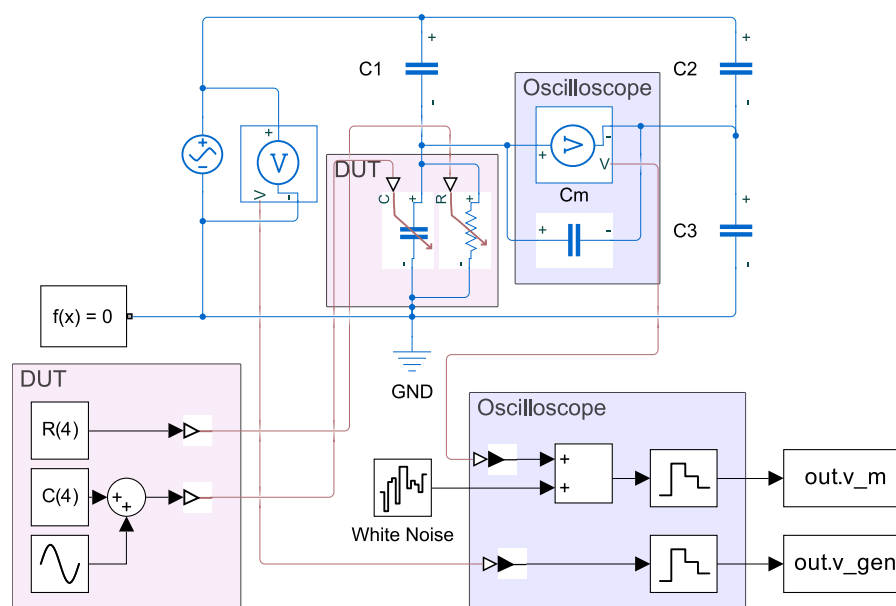 +
C1
-
+
C2
-
Oscilloscope
+
-
V
+
V
-
V
Cm
DUT
C
+
R
+
-
-
+
-
+
C3
-
f(x) = 0
GND
DUT
R(4)
C(4)
+
+
Oscilloscope
+
+
White Noise
out.v_m
out.v_gen